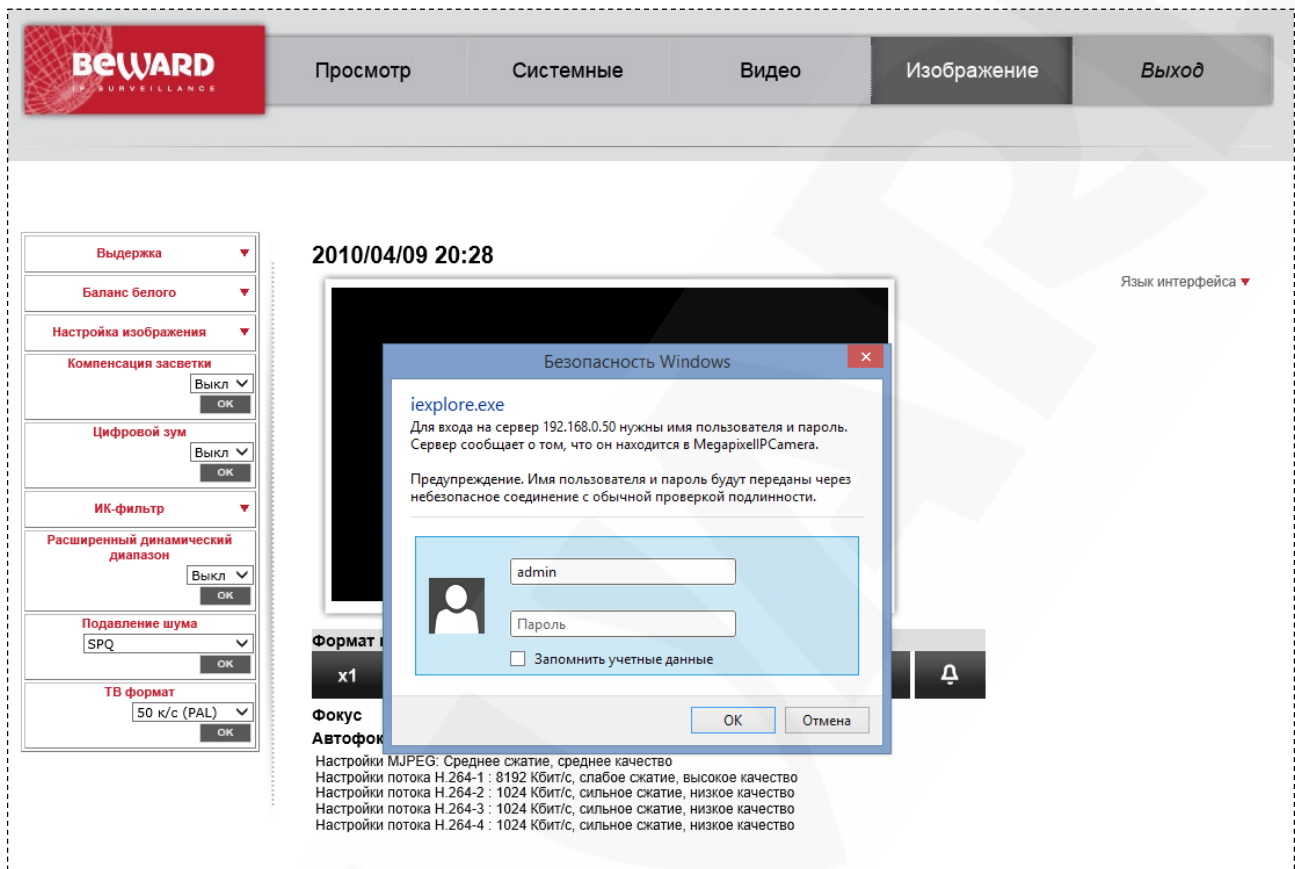 BEWARD
IP SURVEILLANCE
Просмотр
Системные
Видео
Изображение
Выход
Выдержка
Баланс белого
Настройка изображения
Компенсация засветки
Выкл
ОК
Цифровой зум
Выкл
ОК
ИК-фильтр
Расширенный динамический
диапазон
Выкл
ОК
Подавление шума
SPQ
ОК
ТВ формат
50 к/с (PAL)
ОК
2010/04/09 20:28
Язык интерфейса
Безопасность Windows
iexplore.exe
Для входа на сервер 192.168.0.50 нужны имя пользователя и пароль.
Сервер сообщает о том, что он находится в MegapixelIPCamera.
Предупреждение. Имя пользователя и пароль будут переданы через
небезопасное соединение с обычной проверкой подлинности.
admin
Пароль
Запомнить учетные данные
ОК
Отмена
Формат
x1
Фокус
Автофок
Настройки MJPEG: Среднее сжатие, среднее качество
Настройки потока H.264-1 : 8192 Кбит/с, слабое сжатие, высокое качество
Настройки потока H.264-2 : 1024 Кбит/с, сильное сжатие, низкое качество
Настройки потока H.264-3 : 1024 Кбит/с, сильное сжатие, низкое качество
Настройки потока H.264-4 : 1024 Кбит/с, сильное сжатие, низкое качество